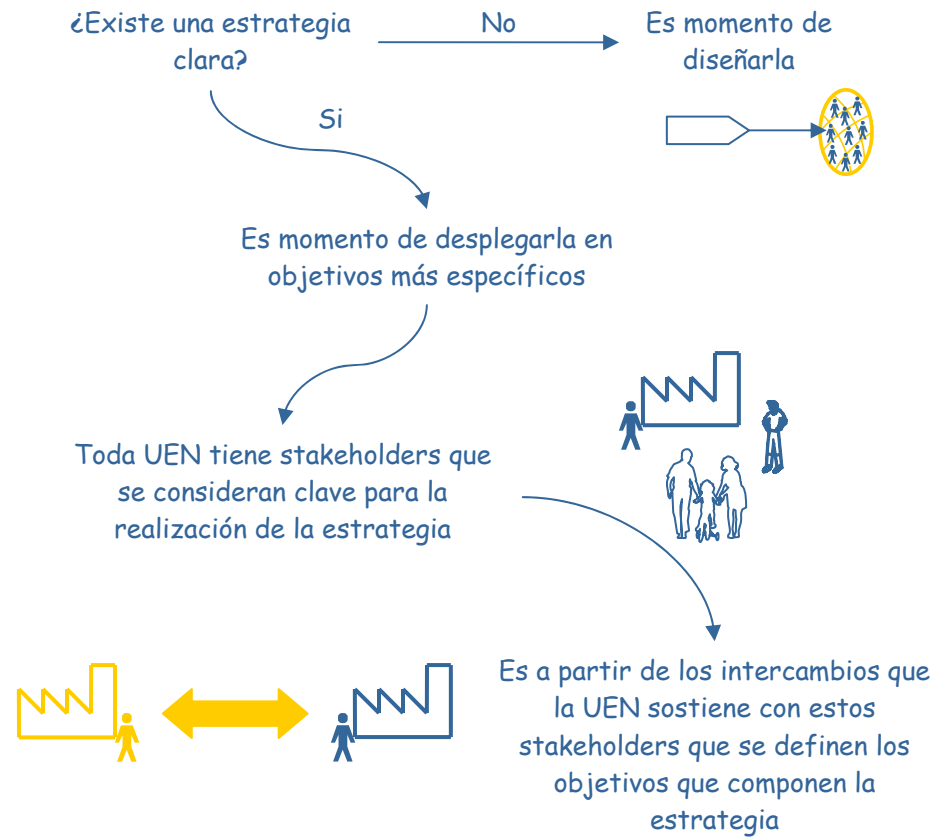 ¿Existe una estrategia
clara?
No
Es momento de
diseñarla
Si
Es momento de desplegarla en
objetivos más específicos
Toda UEN tiene stakeholders que
se consideran clave para la
realización de la estrategia
Es a partir de los intercambios que
la UEN sostiene con estos
stakeholders que se definen los
objetivos que componen la
estrategia